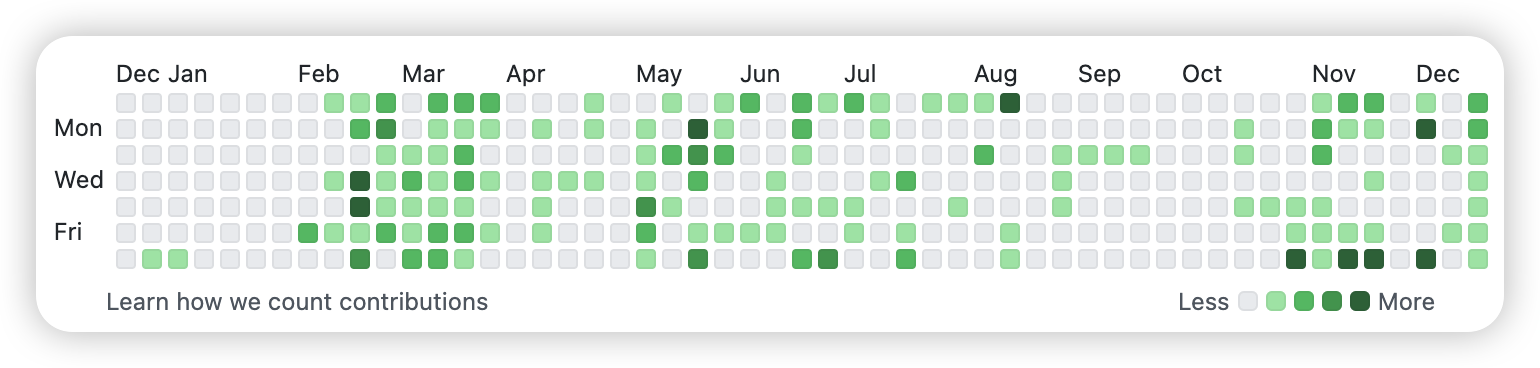 Dec Jan Feb Mar Apr May Jun Jul Aug Sep Oct Nov Dec
Mon
Wed
Fri
Learn how we count contributions
Less More